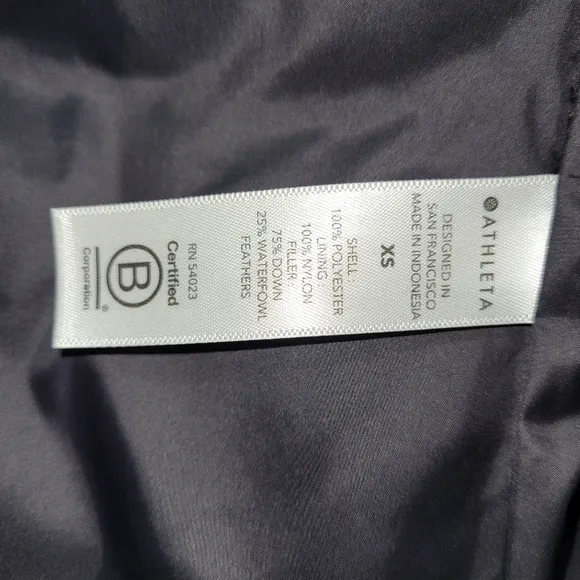 ATHLETA
DESIGNED IN
SAN FRANCISCO
MADE IN INDONESIA
XS
SHELL:
100% POLYESTER
LINING:
100% NYLON
FILLER:
75% DOWN
25% WATERFOWL
FEATHERS
RN 54023
Certified
B
®
Corporation